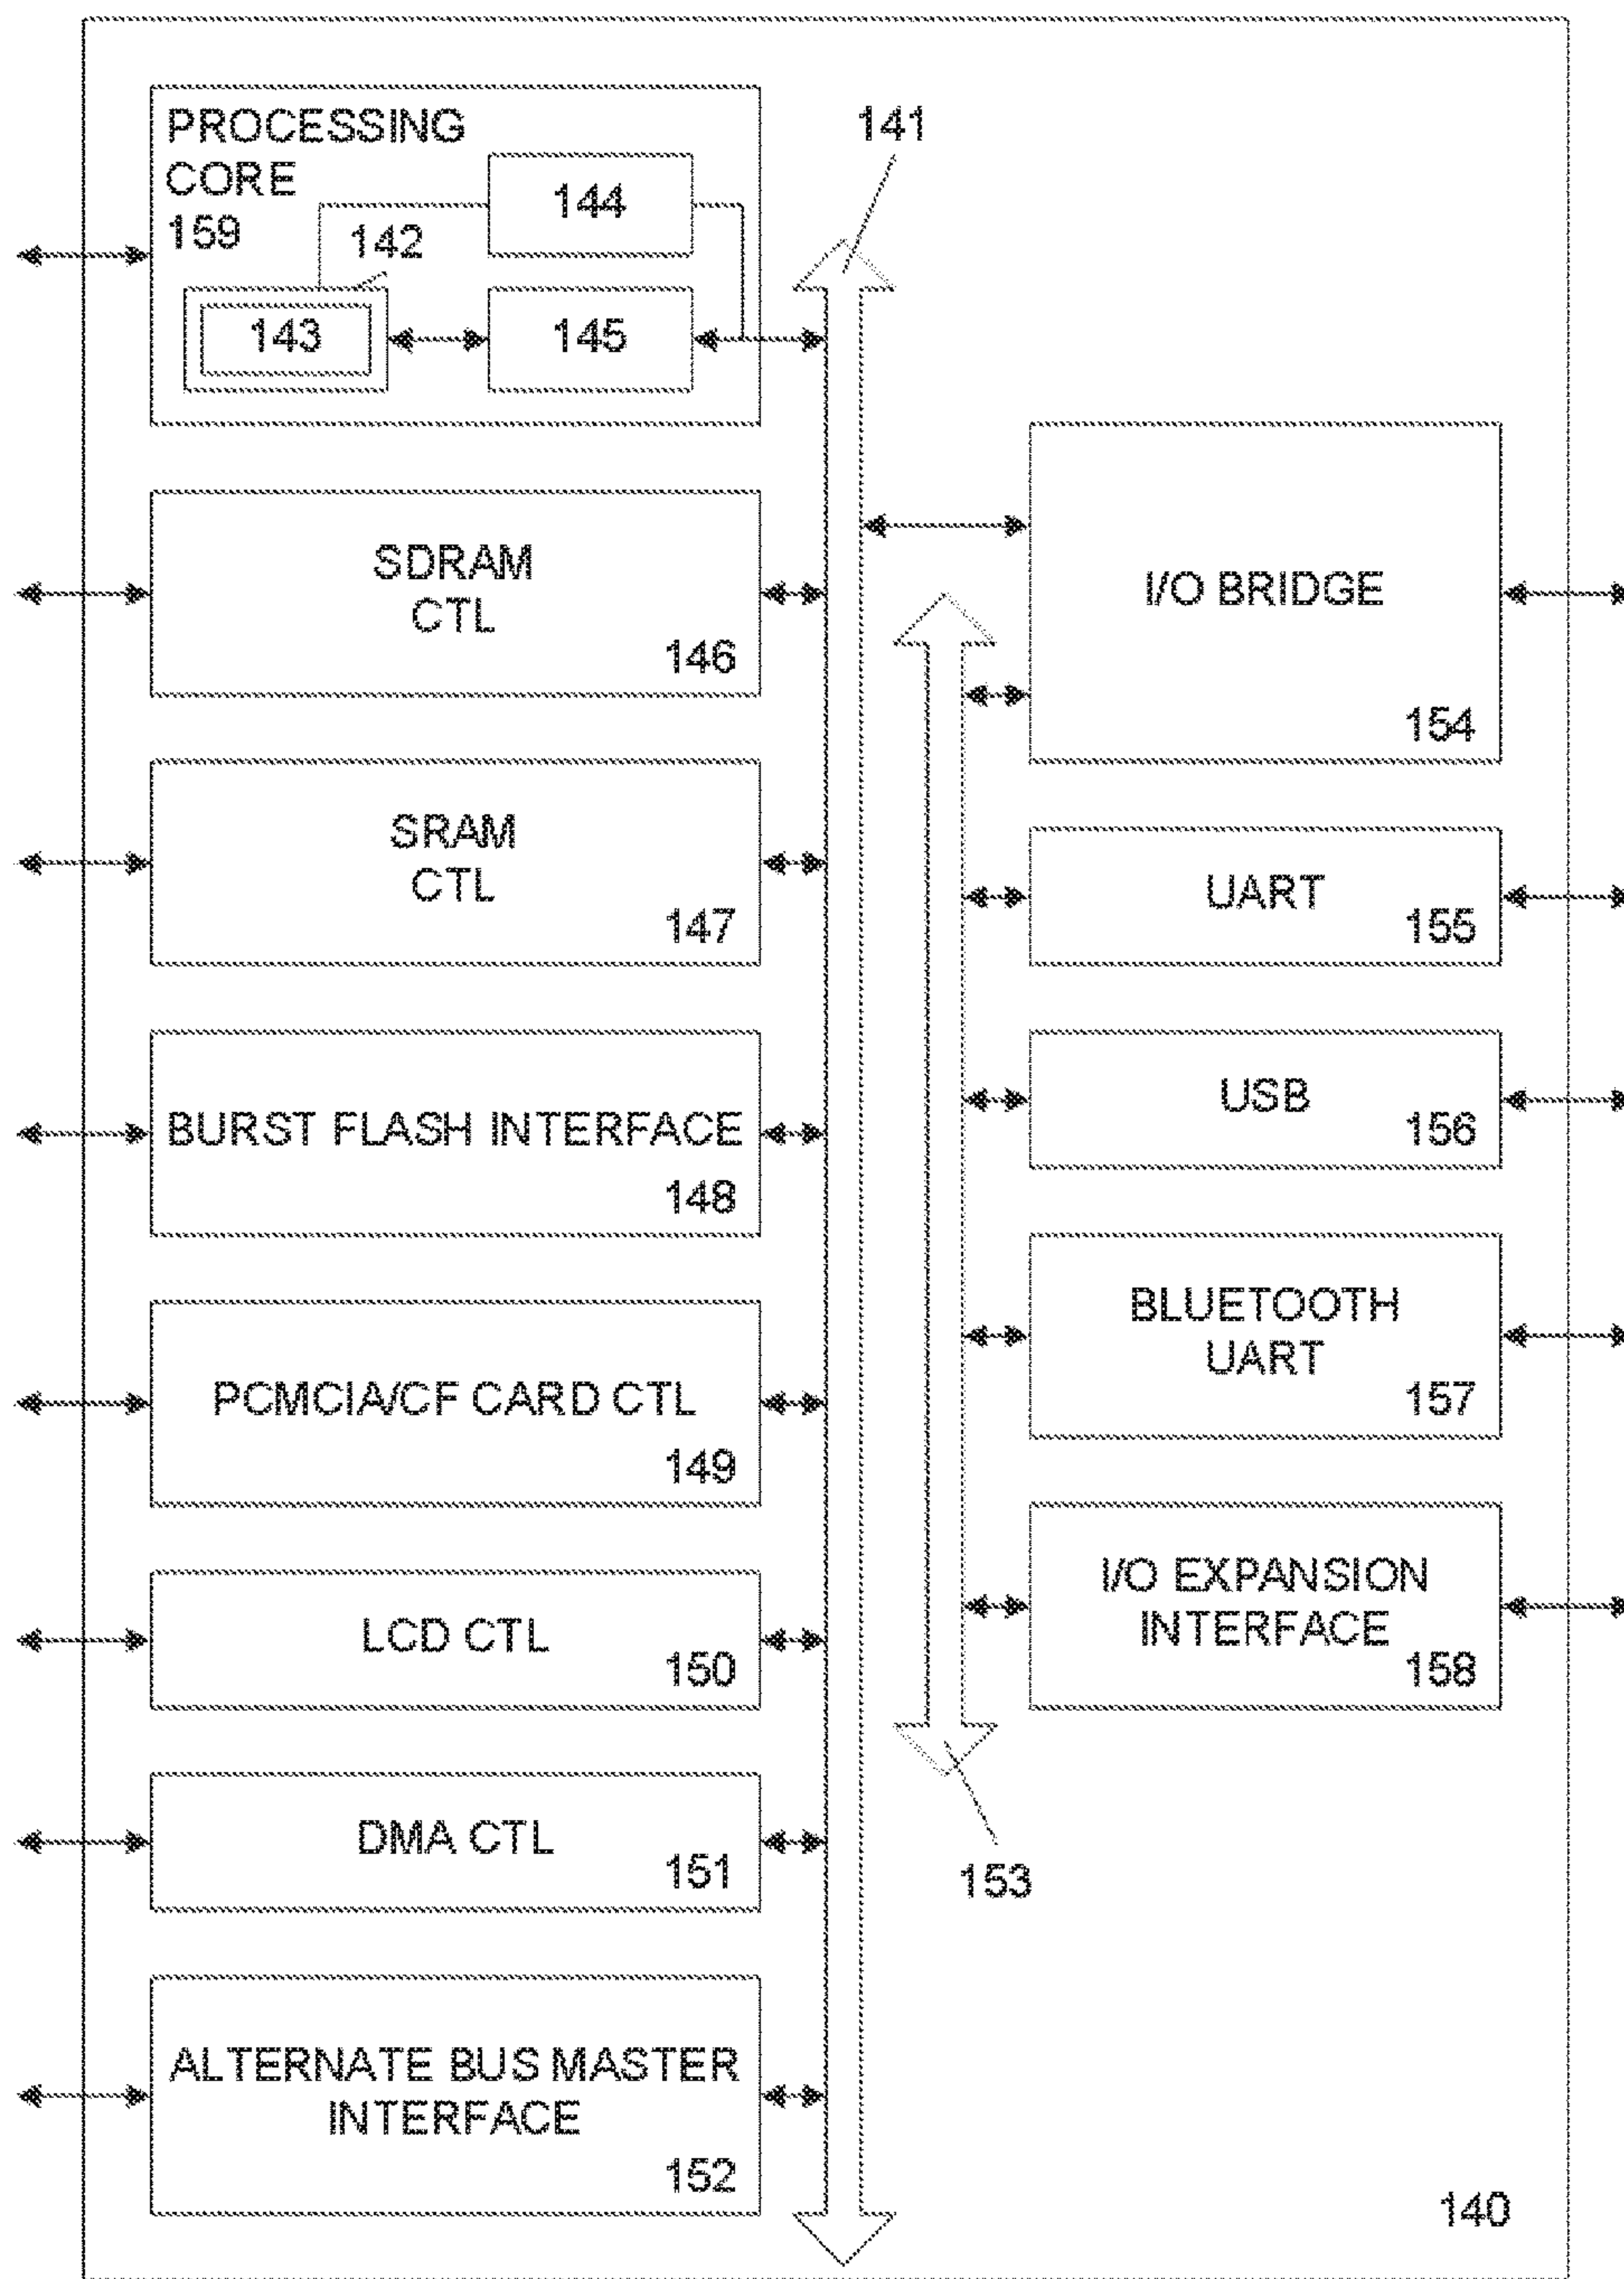 PROCESSING
CORE
159
144
142
143
145
141
SDRAM
CTL
146
SRAM
CTL
147
BURST FLASH INTERFACE
148
PCMCIA/CF CARD CTL
149
LCD CTL
150
DMA CTL
151
ALTERNATE BUS MASTER
INTERFACE
152
I/O BRIDGE
154
UART
155
USB
156
BLUETOOTH
UART
157
I/O EXPANSION
INTERFACE
158
153
140